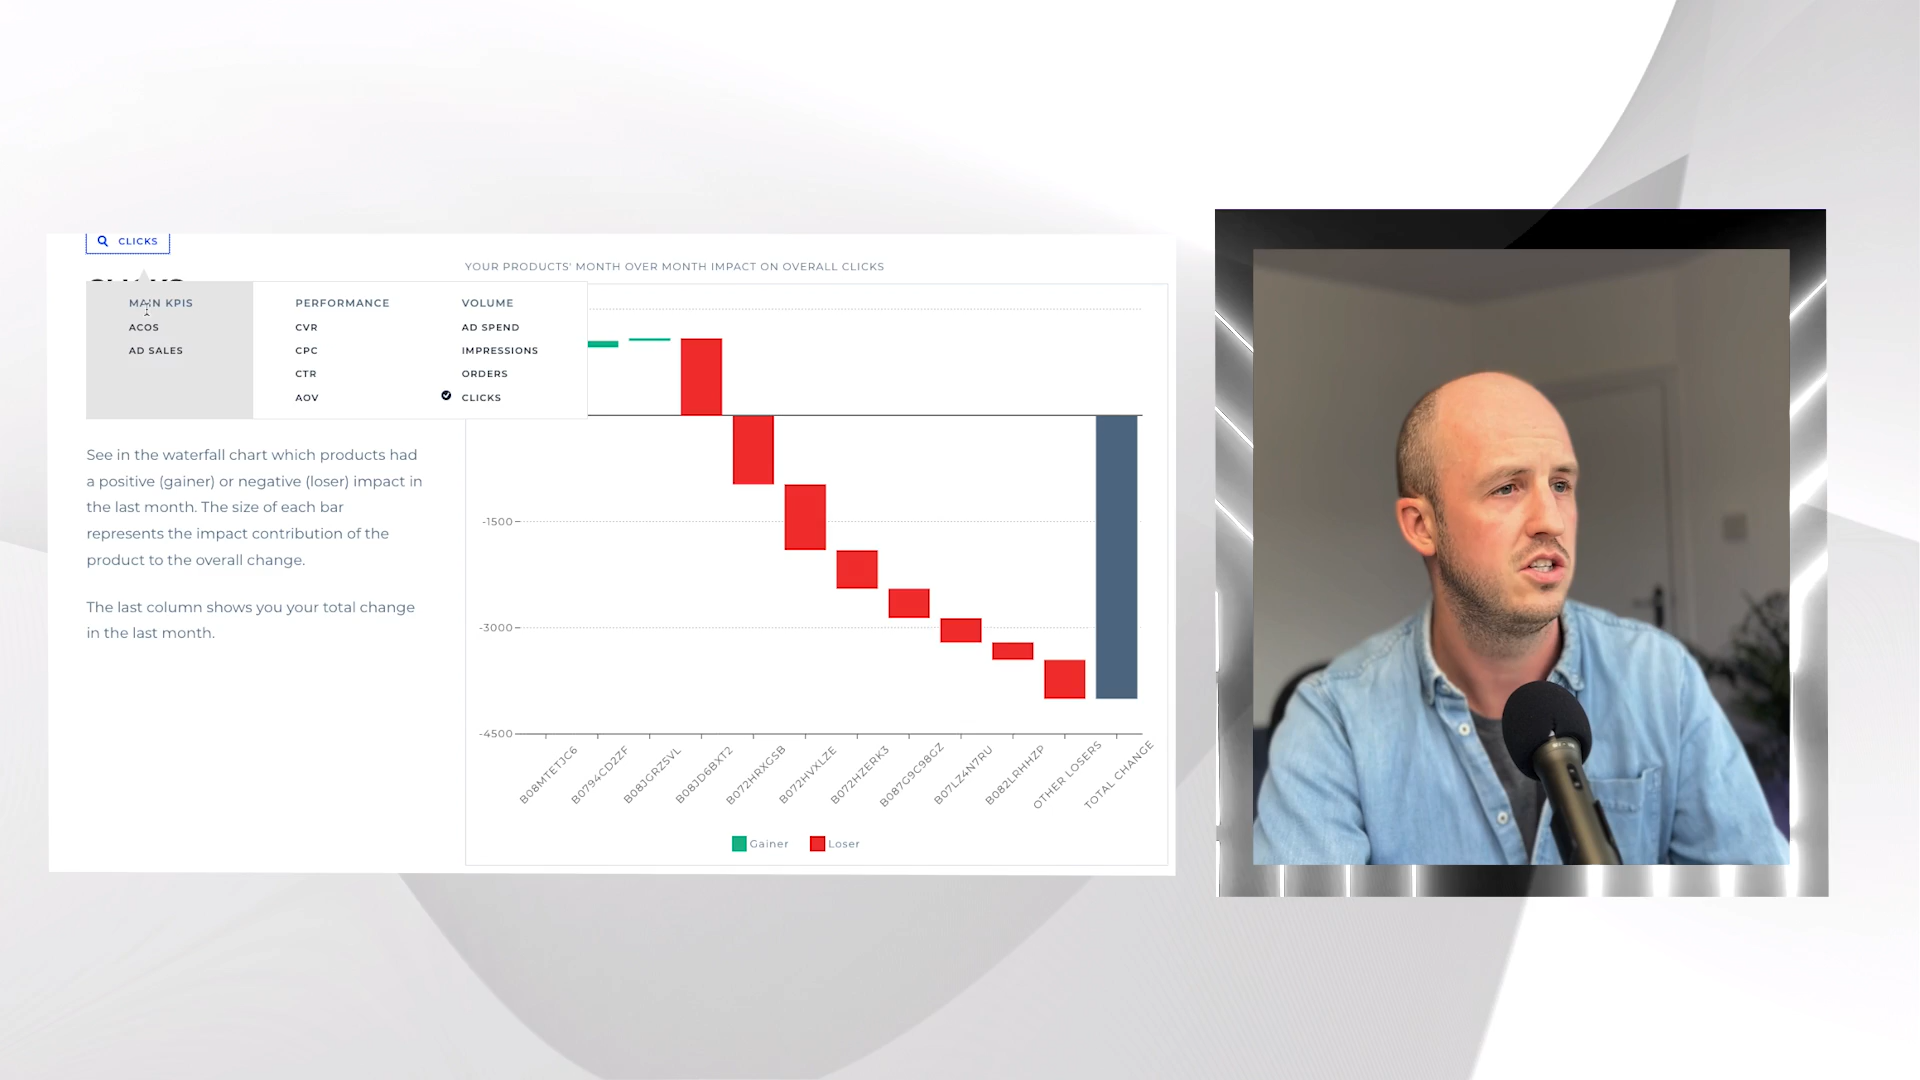 CLICKS
YOUR PRODUCTS' MONTH OVER MONTH IMPACT ON OVERALL CLICKS
MAIN KPIS
ACOS
AD SALES
PERFORMANCE
CVR
CPC
CTR
AOV
VOLUME
AD SPEND
IMPRESSIONS
ORDERS
CLICKS
See in the waterfall chart which products had
a positive (gainer) or negative (loser) impact in
the last month. The size of each bar
represents the impact contribution of the
product to the overall change.
The last column shows you your total change
in the last month.
-1500
-3000
-4500
B08MTETJC6
B0794CD2ZF
B08JGRZ5VL
B08JD6BXT2
B072HRXGSB
B072HVXLZE
B072HZERK3
B087G9C98GZ
B07LZ4N7RU
B082LRHHZP
OTHER LOSERS
TOTAL CHANGE
Gainer
Loser